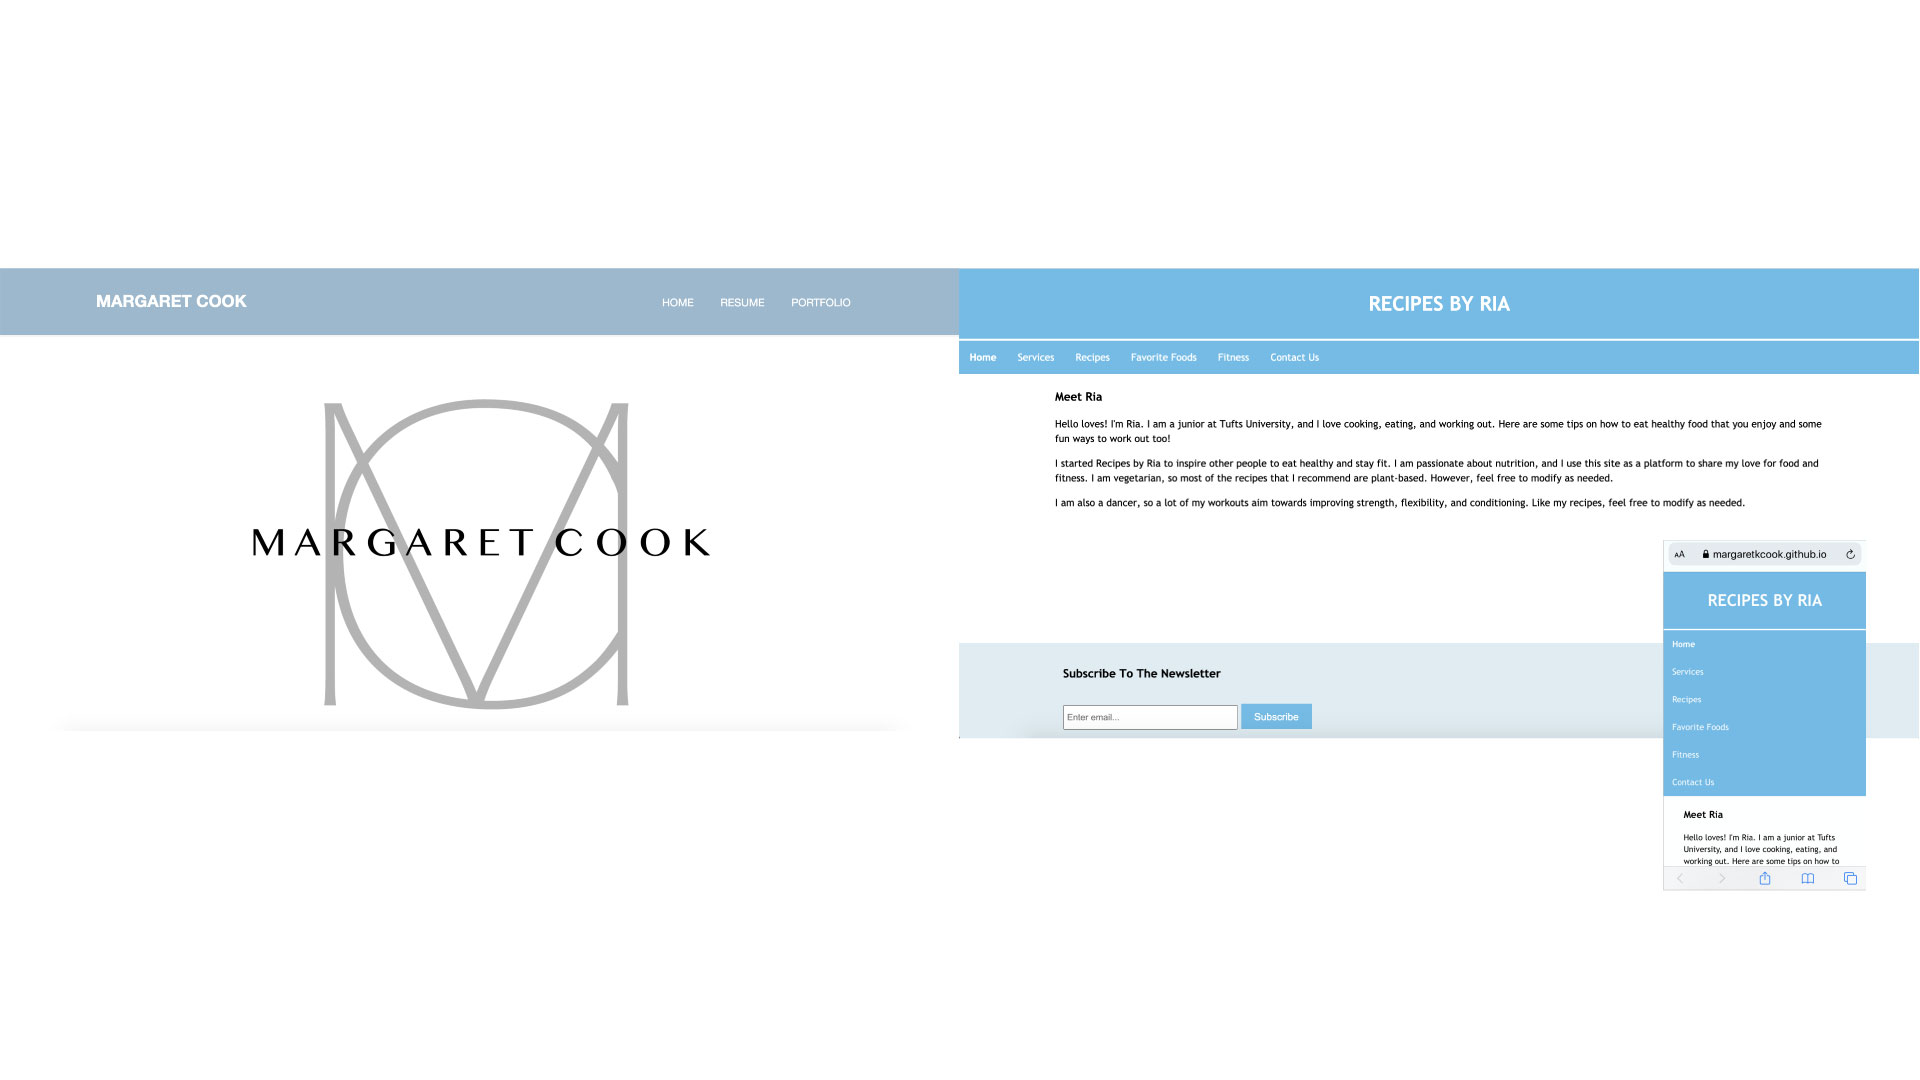 MARGARET COOK
HOME RESUME PORTFOLIO
MARGARET COOK
RECIPES BY RIA
Home Services Recipes Favorite Foods Fitness Contact Us
Meet Ria
Hello loves! I'm Ria. I am a junior at Tufts University, and I love cooking, eating, and working out. Here are some tips on how to eat healthy food that you enjoy and some
fun ways to work out too!
I started Recipes by Ria to inspire other people to eat healthy and stay fit. I am passionate about nutrition, and I use this site as a platform to share my love for food and
fitness. I am vegetarian, so most of the recipes that I recommend are plant-based. However, feel free to modify as needed.
I am also a dancer, so a lot of my workouts aim towards improving strength, flexibility, and conditioning. Like my recipes, feel free to modify as needed.
Subscribe To The Newsletter
Enter email... Subscribe
AA margaretkcook.github.io
RECIPES BY RIA
Home
Services
Recipes
Favorite Foods
Fitness
Contact Us
Meet Ria
Hello loves! I'm Ria. I am a junior at Tufts
University, and I love cooking, eating, and
working out. Here are some tips on how to